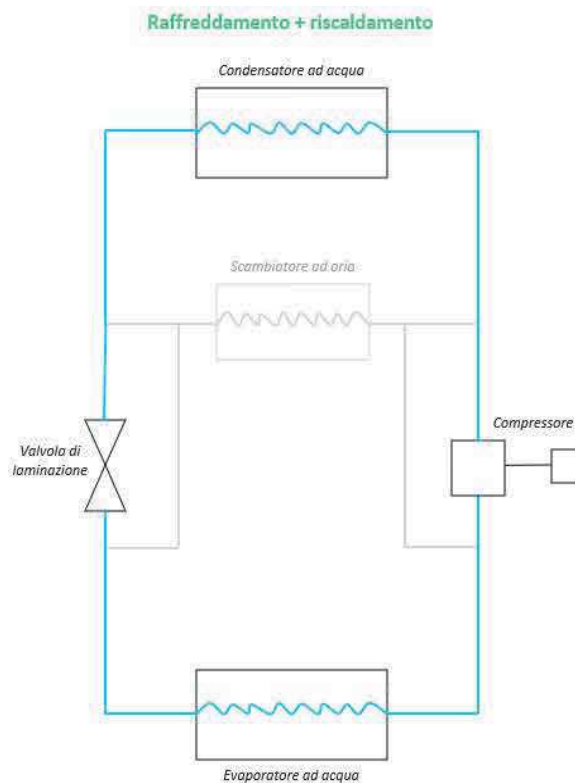 Raffreddamento + riscaldamento
Condensatore ad acqua
Scambiatore ad aria
Compressore
Valvola di
laminazione
Evaporatore ad acqua